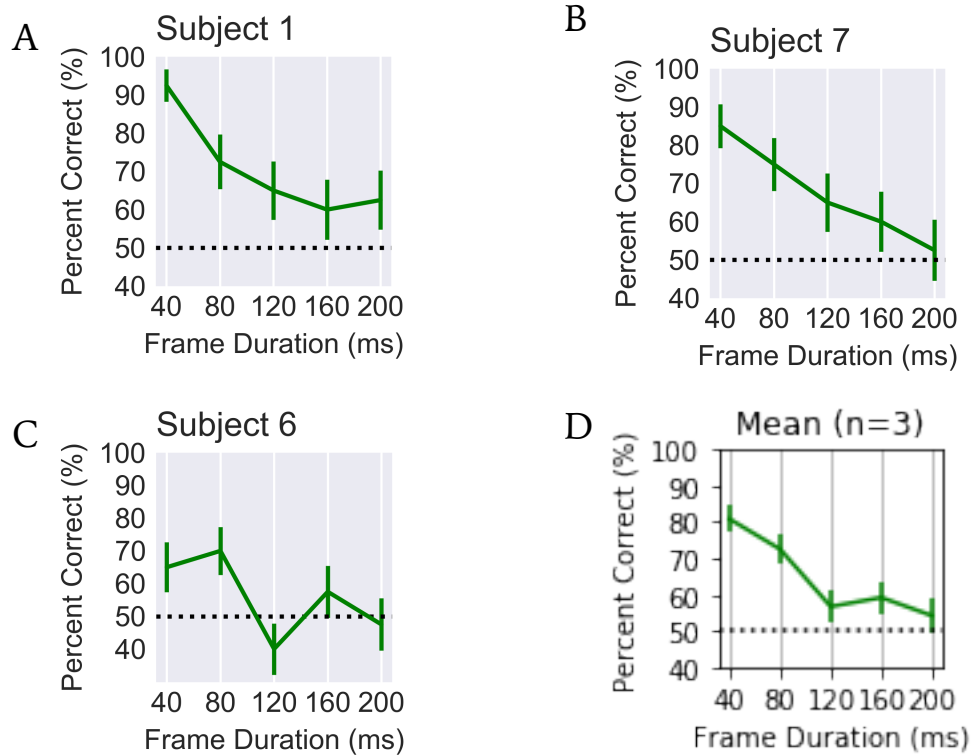 A
Subject 1
Percent Correct (%)
100
90
80
70
60
50
40
40 80 120 160 200
Frame Duration (ms)
B
Subject 7
Percent Correct (%)
100
90
80
70
60
50
40
40 80 120 160 200
Frame Duration (ms)
C
Subject 6
Percent Correct (%)
100
90
80
70
60
50
40
40 80 120 160 200
Frame Duration (ms)
D
Mean (n=3)
Percent Correct (%)
100
90
80
70
60
50
40
40 80 120 160 200
Frame Duration (ms)